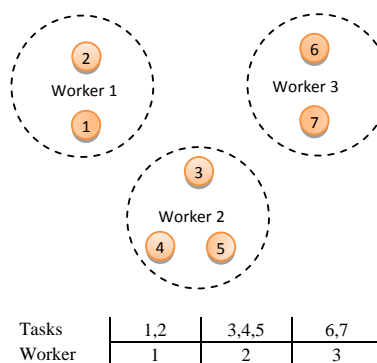 2
Worker 1
1
6
Worker 3
7
3
Worker 2
4 5
Tasks 1,2 3,4,5 6,7
Worker 1 2 3